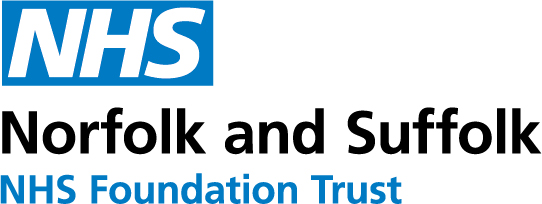 NHS
Norfolk and Suffolk
NHS Foundation Trust